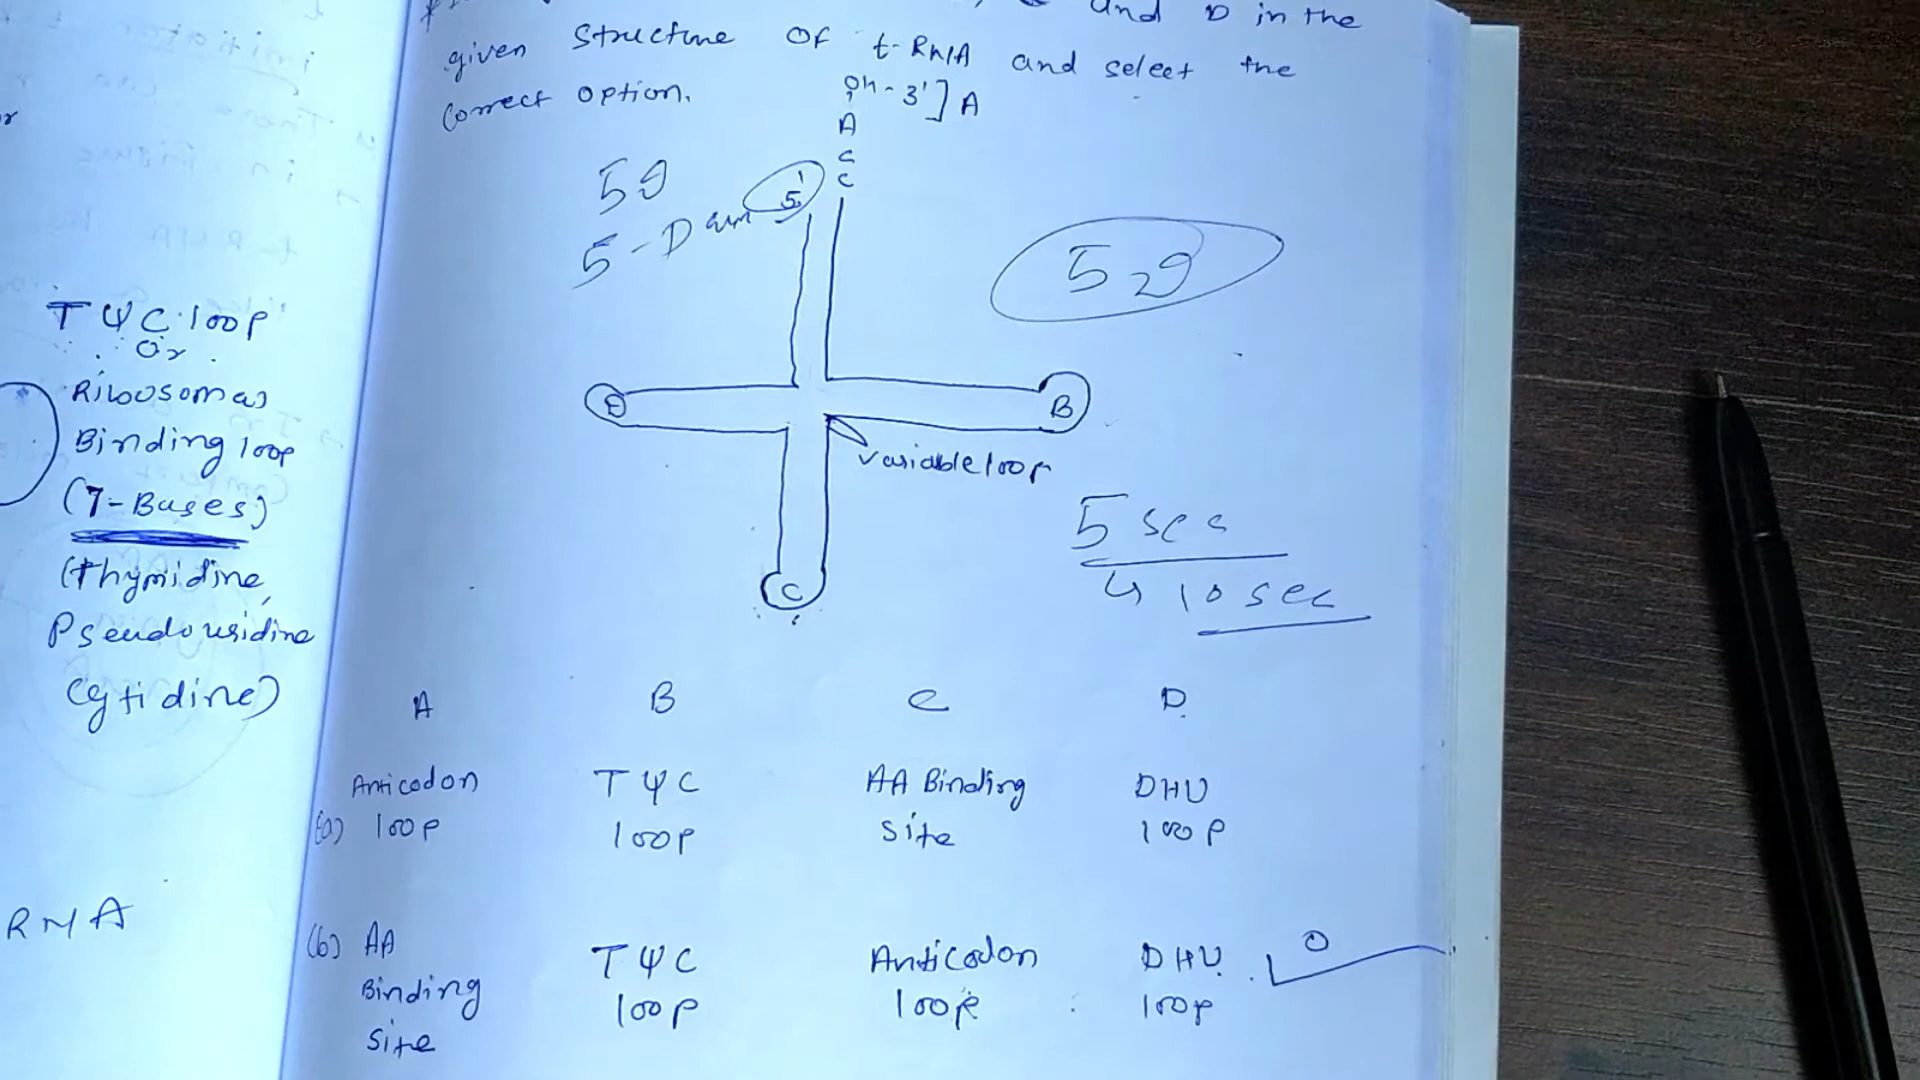 and D in the
given structure OF t-RNA and select the
correct option.
OH-3'] A
A
C
C
59
5'
5-D arm
529
TΨC loop
Or
Ribosomal
Binding loop
(7-Bases)
(Thymidine,
Pseudouridine
Cytidine)
D
B
variable loop
C
5 sec
10 sec
A B C D
Anticodon TΨC AA Binding DHU
(a) loop loop site loop
RNA
(b) AA TΨC Anticodon DHU
Binding loop loop loop
Site